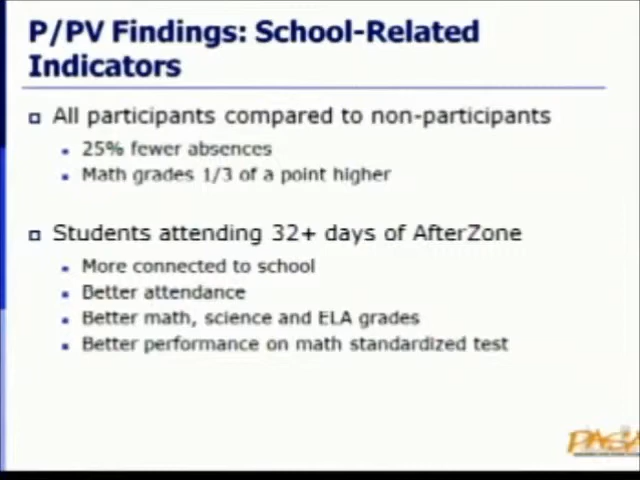 P/PV Findings: School-Related
Indicators
All participants compared to non-participants
25% fewer absences
Math grades 1/3 of a point higher
Students attending 32+ days of AfterZone
More connected to school
Better attendance
Better math, science and ELA grades
Better performance on math standardized test
PASA